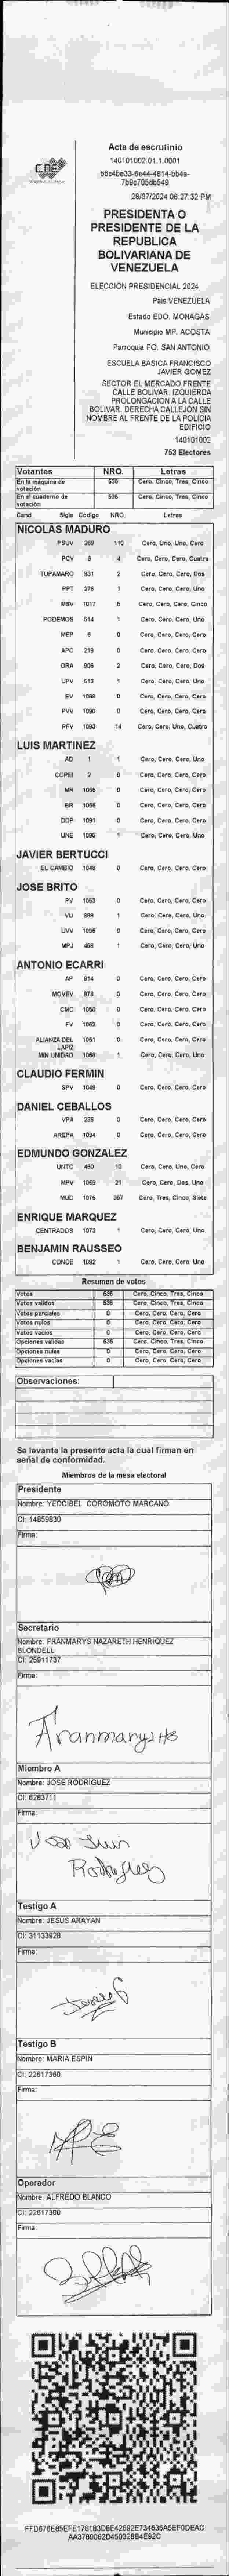 CNE
Acta de escrutinio
140101002.01.1.0001
7b9c705db549
28/07/2024 06:27:32 PM
PRESIDENTA O
PRESIDENTE DE LA
REPUBLICA
BOLIVARIANA DE
VENEZUELA
ELECCIÓN PRESIDENCIAL 2024
País VENEZUELA
Estado EDO. MONAGAS
Municipio MP. ACOSTA
Parroquia PQ. SAN ANTONIO
ESCUELA BASICA FRANCISCO
JAVIER GOMEZ
SECTOR EL MERCADO FRENTE
CALLE BOLIVAR. IZQUIERDA
PROLONGACIÓN A LA CALLE
BOLIVAR. DERECHA CALLEJÓN SIN
NOMBRE AL FRENTE DE LA POLICIA
EDIFICIO
140101002
753 Electores
Votantes NRO. Letras
En la máquina de votación 535 Cero, Cinco, Tres, Cinco
En el cuaderno de votación 535 Cero, Cinco, Tres, Cinco
Cand. Sigla Código NRO. Letras
NICOLAS MADURO
PSUV 269 110 Cero, Uno, Uno, Cero
PCV 3 4 Cero, Cero, Cero, Cuatro
TUPAMARO 531 2 Cero, Cero, Cero, Dos
PPT 276 1 Cero, Cero, Cero, Uno
MSV 1017 5 Cero, Cero, Cero, Cinco
PODEMOS 514 1 Cero, Cero, Cero, Uno
MEP 6 0 Cero, Cero, Cero, Cero
APC 219 0 Cero, Cero, Cero, Cero
ORA 906 2 Cero, Cero, Cero, Dos
UPV 513 1 Cero, Cero, Cero, Uno
EV 1089 0 Cero, Cero, Cero, Cero
PVV 1090 0 Cero, Cero, Cero, Cero
PFV 1093 14 Cero, Cero, Uno, Cuatro
LUIS MARTINEZ
AD 1 1 Cero, Cero, Cero, Uno
COPEI 2 0 Cero, Cero, Cero, Cero
MR 1065 0 Cero, Cero, Cero, Cero
BR 1066 0 Cero, Cero, Cero, Cero
DDP 1091 0 Cero, Cero, Cero, Cero
UNE 1095 1 Cero, Cero, Cero, Uno
JAVIER BERTUCCI
EL CAMBIO 1048 0 Cero, Cero, Cero, Cero
JOSE BRITO
PV 1053 0 Cero, Cero, Cero, Cero
VU 988 1 Cero, Cero, Cero, Uno
UVV 1096 0 Cero, Cero, Cero, Cero
MPJ 458 1 Cero, Cero, Cero, Uno
ANTONIO ECARRI
AP 814 0 Cero, Cero, Cero, Cero
MOVEV 978 0 Cero, Cero, Cero, Cero
CMC 1050 0 Cero, Cero, Cero, Cero
FV 1062 0 Cero, Cero, Cero, Cero
ALIANZA DEL LAPIZ 1051 0 Cero, Cero, Cero, Cero
MIN UNIDAD 1068 1 Cero, Cero, Cero, Uno
CLAUDIO FERMIN
SPV 1049 0 Cero, Cero, Cero, Cero
DANIEL CEBALLOS
VPA 235 0 Cero, Cero, Cero, Cero
AREPA 1094 0 Cero, Cero, Cero, Cero
EDMUNDO GONZALEZ
UNTC 460 10 Cero, Cero, Uno, Cero
MPV 1069 21 Cero, Cero, Dos, Uno
MUD 1076 357 Cero, Tres, Cinco, Siete
ENRIQUE MARQUEZ
CENTRADOS 1073 1 Cero, Cero, Cero, Uno
BENJAMIN RAUSSEO
CONDE 1092 1 Cero, Cero, Cero, Uno
Resumen de votos
Votos 535 Cero, Cinco, Tres, Cinco
Votos validos 535 Cero, Cinco, Tres, Cinco
Votos parciales 0 Cero, Cero, Cero, Cero
Votos nulos 0 Cero, Cero, Cero, Cero
Votos vacios 0 Cero, Cero, Cero, Cero
Opciones validas 535 Cero, Cinco, Tres, Cinco
Opciones nulas 0 Cero, Cero, Cero, Cero
Opciones vacias 0 Cero, Cero, Cero, Cero
Observaciones:
Se levanta la presente acta la cual firman en
señal de conformidad.
Miembros de la mesa electoral
Presidente
Nombre: YEDCIBEL COROMOTO MARCANO
CI: 14859830
Firma:
Secretario
Nombre: FRANMARYS NAZARETH HENRIQUEZ
BLONDELL
CI: 25911737
Firma:
Miembro A
Nombre: JOSE RODRIGUEZ
CI: 8283711
Firma:
Testigo A
Nombre: JESUS ARAYAN
CI: 31133928
Firma:
Testigo B
Nombre: MARIA ESPIN
CI: 22617360
Firma:
Operador
Nombre: ALFREDO BLANCO
CI: 22617300
Firma: